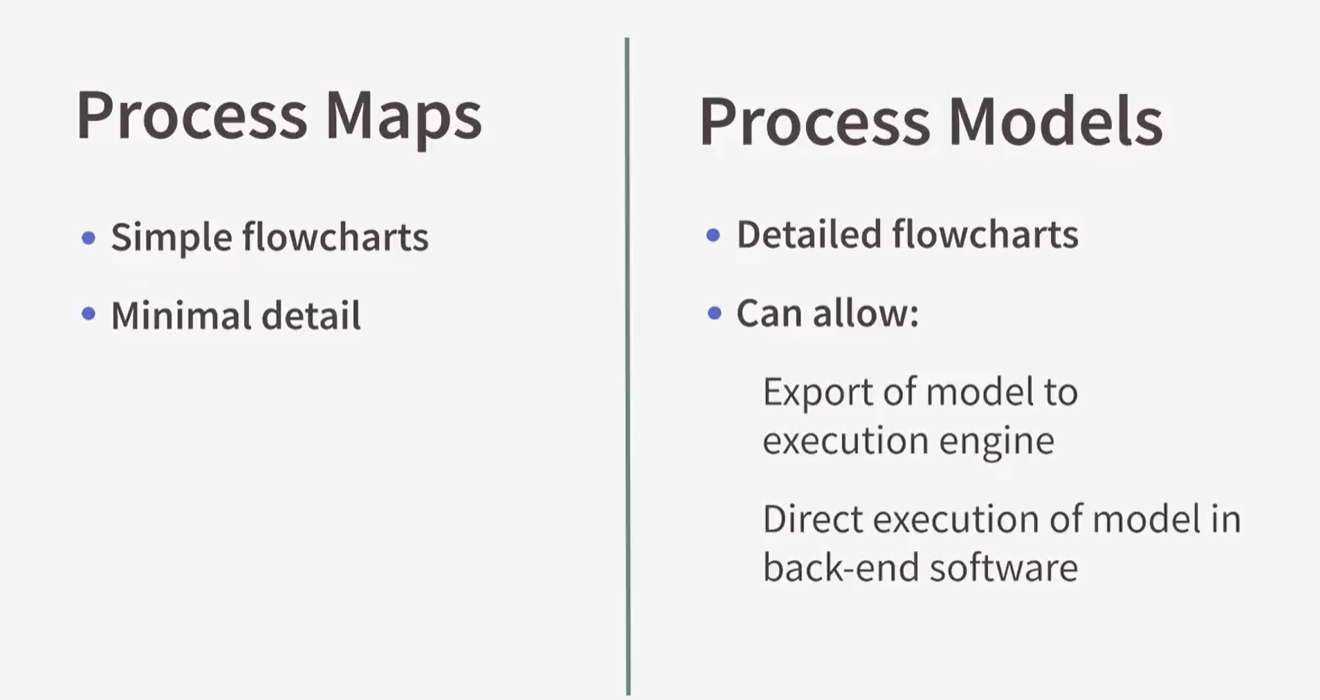 Process Maps
• Simple flowcharts
• Minimal detail
Process Models
• Detailed flowcharts
• Can allow:
Export of model to
execution engine
Direct execution of model in
back-end software